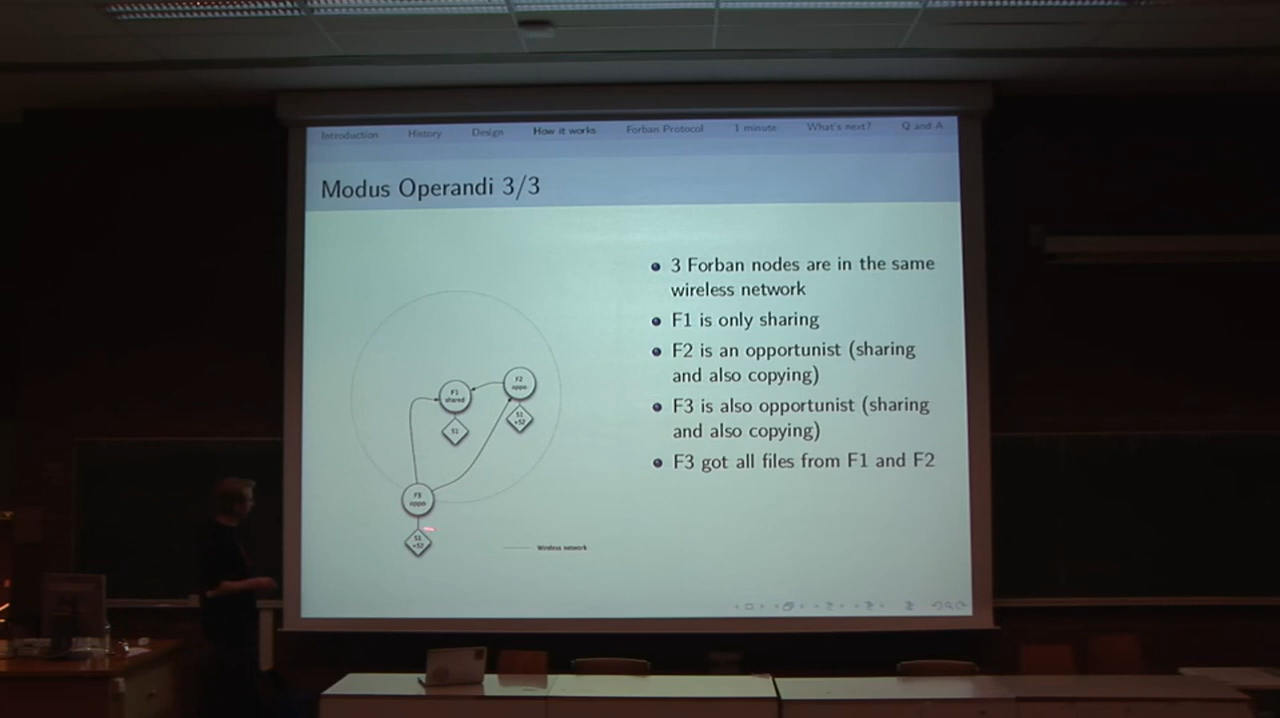 Introduction History Design How it works Forban Protocol 1 minute What's next? Q and A
Modus Operandi 3/3
3 Forban nodes are in the same
wireless network
F1 is only sharing
F2 is an opportunist (sharing
and also copying)
F3 is also opportunist (sharing
and also copying)
F3 got all files from F1 and F2
F1
shared
S1
F2
oppo
S1
+S2
F3
oppo
S1
+S2
Wireless network